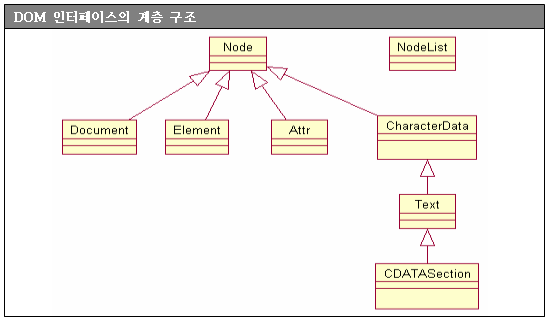 DOM 인터페이스의 계층 구조
Node
NodeList
Document
Element
Attr
CharacterData
Text
CDATASection